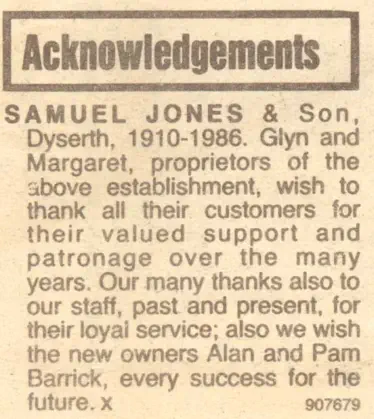 Acknowledgements
SAMUEL JONES & Son,
Dyserth, 1910-1986. Glyn and
Margaret, proprietors of the
above establishment, wish to
thank all their customers for
their valued support and
patronage over the many
years. Our many thanks also to
our staff, past and present, for
their loyal service; also we wish
the new owners Alan and Pam
Barrick, every success for the
future. x 907679